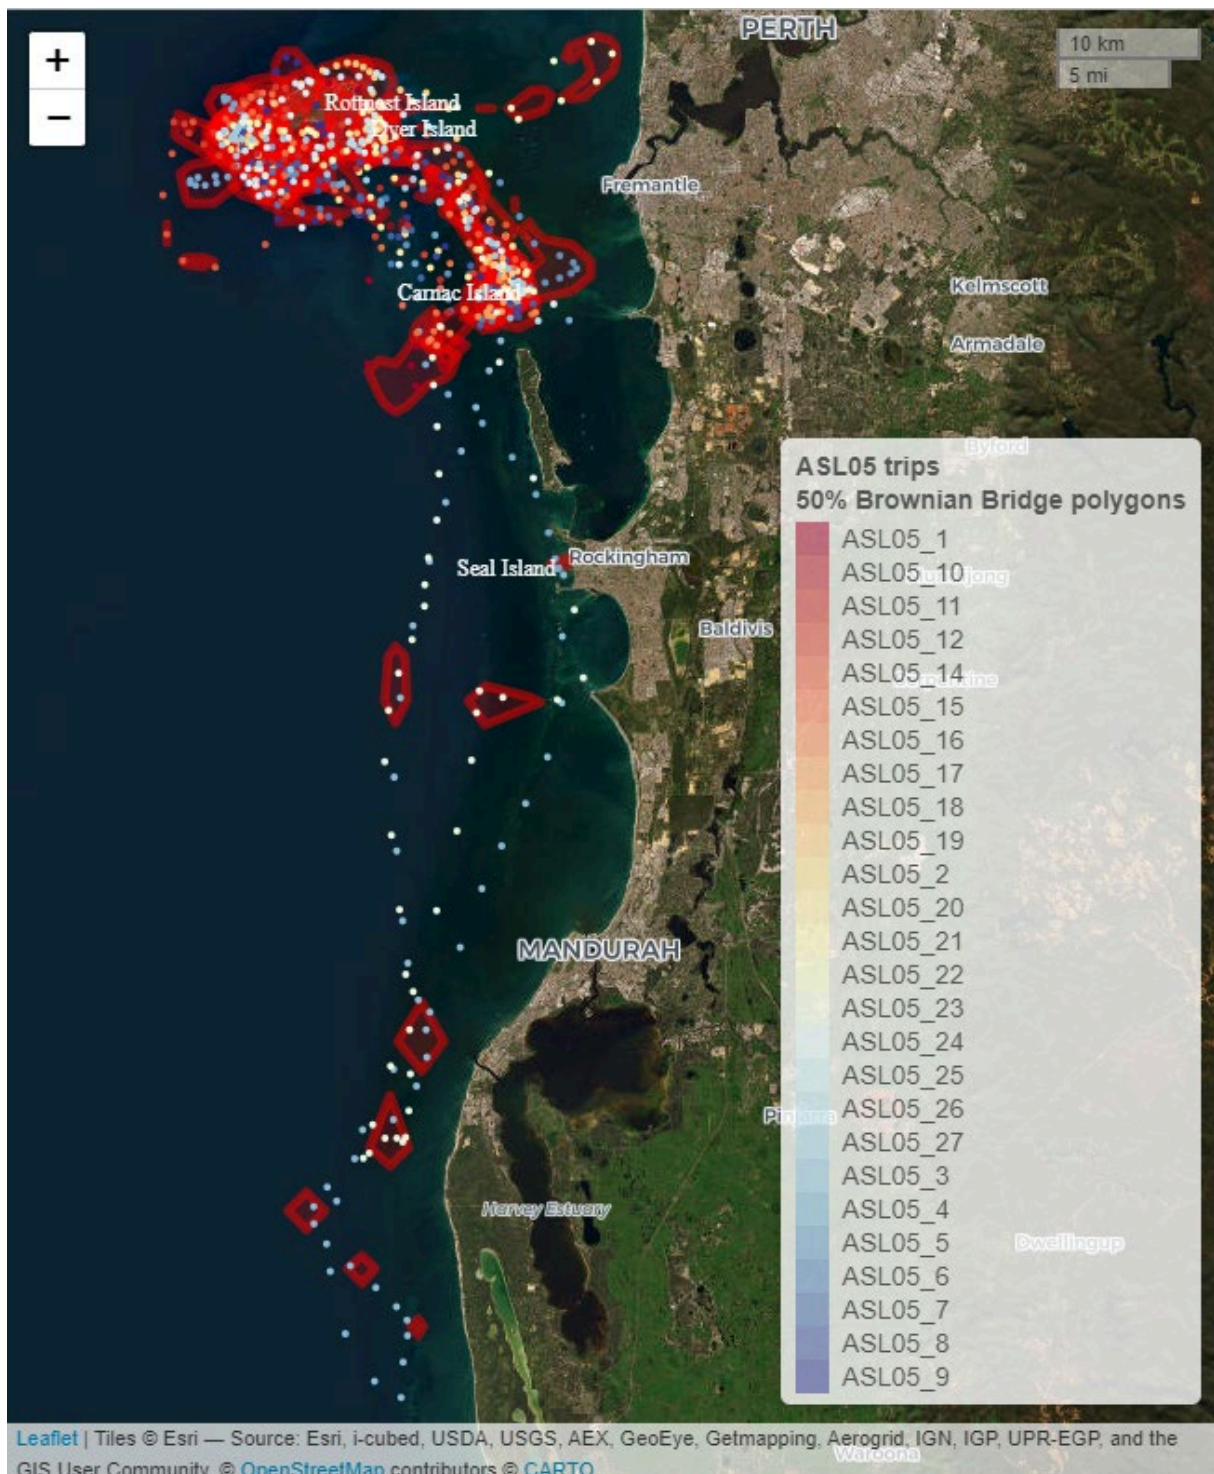 +
−
PERTH
10 km
5 mi
Rottnest Island
Dyer Island
Fremantle
Kelmscott
Carnac Island
Armadale
Byford
ASL05 trips
50% Brownian Bridge polygons
ASL05_1
ASL05_10
ASL05_11
ASL05_12
ASL05_14
ASL05_15
ASL05_16
ASL05_17
ASL05_18
ASL05_19
ASL05_2
ASL05_20
ASL05_21
ASL05_22
ASL05_23
ASL05_24
ASL05_25
ASL05_26
ASL05_27
ASL05_3
ASL05_4
ASL05_5
ASL05_6
ASL05_7
ASL05_8
ASL05_9
Rockingham
Seal Island
Baldivis
MANDURAH
Pinjarra
Harvey Estuary
Dwellingup
Leaflet | Tiles © Esri — Source: Esri, i-cubed, USDA, USGS, AEX, GeoEye, Getmapping, Aerogrid, IGN, IGP, UPR-EGP, and the
GIS User Community, © OpenStreetMap contributors © CARTO
Waroona